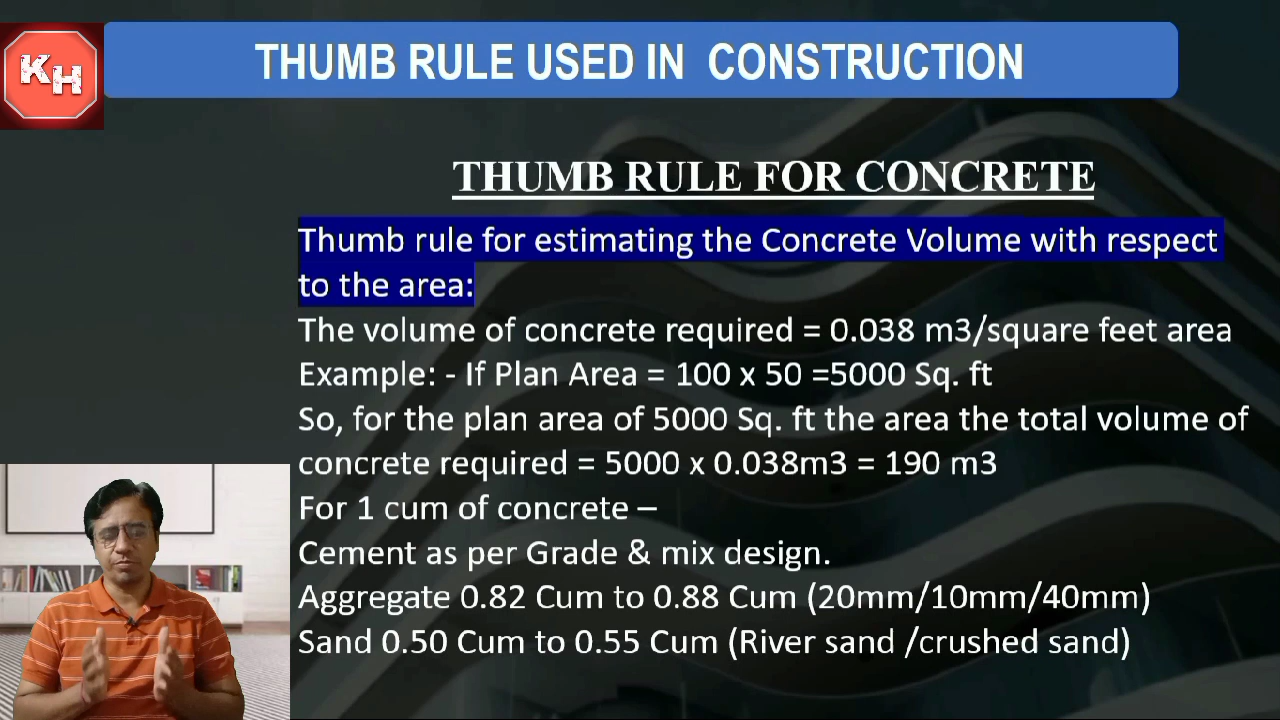 KH
THUMB RULE USED IN CONSTRUCTION
THUMB RULE FOR CONCRETE
Thumb rule for estimating the Concrete Volume with respect
to the area:
The volume of concrete required = 0.038 m3/square feet area
Example: - If Plan Area = 100 x 50 =5000 Sq. ft
So, for the plan area of 5000 Sq. ft the area the total volume of
concrete required = 5000 x 0.038m3 = 190 m3
For 1 cum of concrete –
Cement as per Grade & mix design.
Aggregate 0.82 Cum to 0.88 Cum (20mm/10mm/40mm)
Sand 0.50 Cum to 0.55 Cum (River sand /crushed sand)